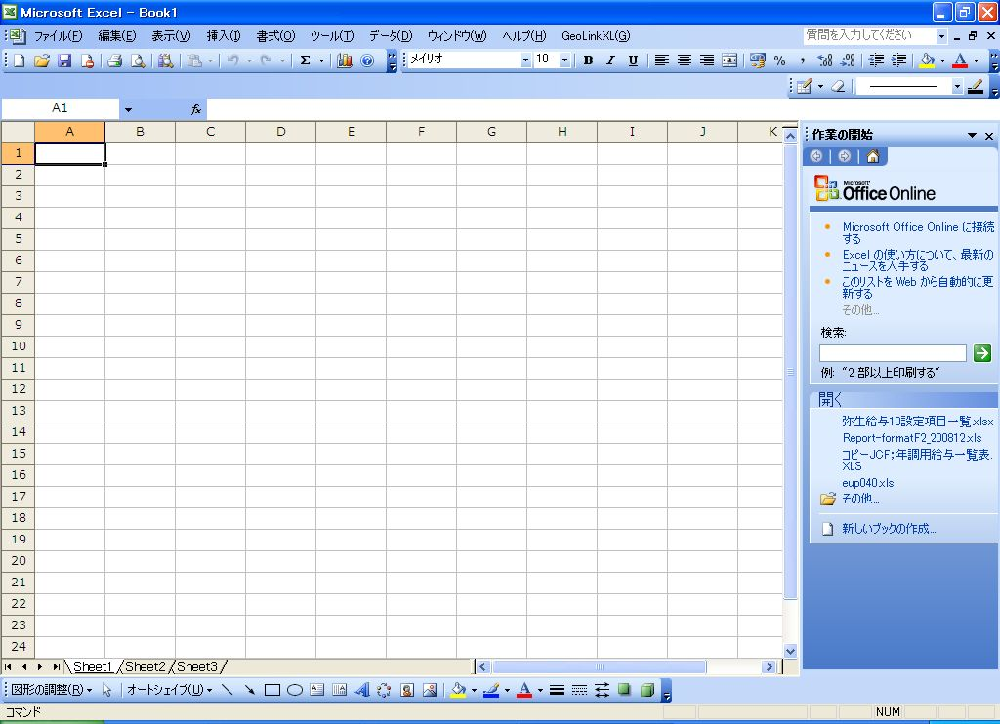 Microsoft Excel - Book1
ファイル(F) 編集(E) 表示(V) 挿入(I) 書式(O) ツール(T) データ(D) ウィンドウ(W) ヘルプ(H) GeoLinkXL(G) 質問を入力してください
メイリオ 10 B I U %
A1 fx
A B C D E F G H I J K
1
2
3
4
5
6
7
8
9
10
11
12
13
14
15
16
17
18
19
20
21
22
23
24
作業の開始
Microsoft
Office Online
Microsoft Office Online に接続
する
Excel の使い方について、最新の
ニュースを入手する
このリストを Web から自動的に更
新する
その他...
検索:
例: "2 部以上印刷する"
開く
弥生給与10設定項目一覧.xlsx
Report-formatF2_200812.xls
コピーJCF;年調用給与一覧表.
XLS
eup040.xls
その他...
新しいブックの作成...
Sheet1 Sheet2 Sheet3
図形の調整(R) オートシェイプ(U)
コマンド NUM